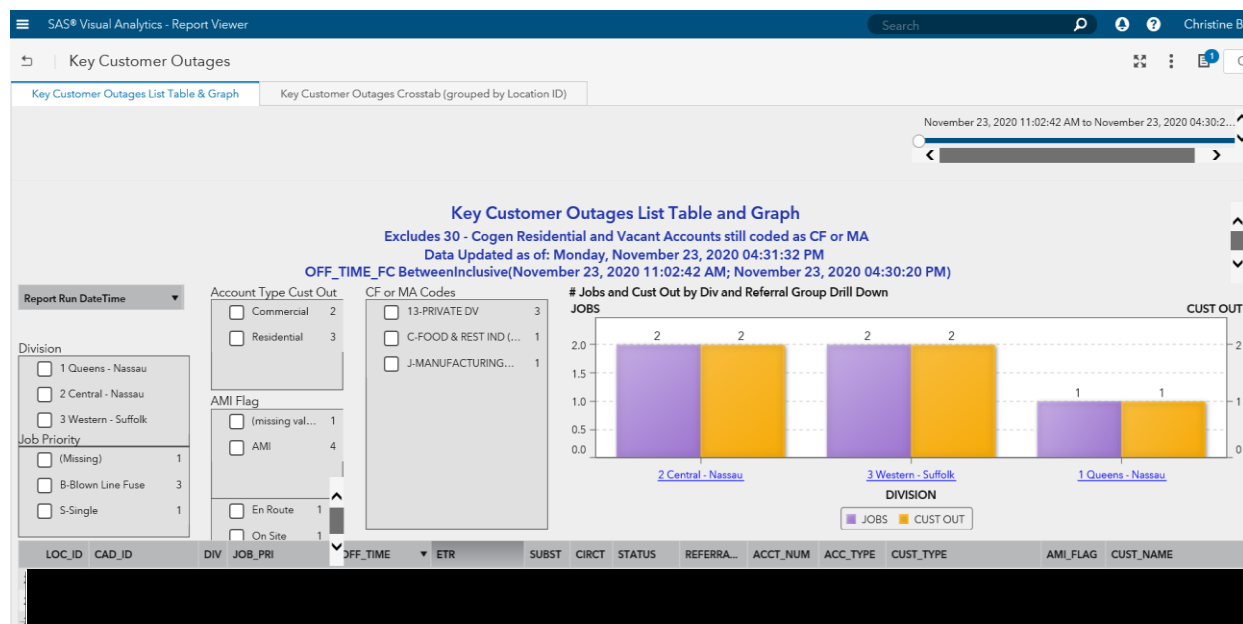 SAS® Visual Analytics - Report Viewer
Search
Christine B
Key Customer Outages
1
Key Customer Outages List Table & Graph
Key Customer Outages Crosstab (grouped by Location ID)
November 23, 2020 11:02:42 AM to November 23, 2020 04:30:2...
Key Customer Outages List Table and Graph
Excludes 30 - Cogen Residential and Vacant Accounts still coded as CF or MA
Data Updated as of: Monday, November 23, 2020 04:31:32 PM
OFF_TIME_FC BetweenInclusive(November 23, 2020 11:02:42 AM; November 23, 2020 04:30:20 PM)
Report Run DateTime
Division
1 Queens - Nassau
2 Central - Nassau
3 Western - Suffolk
Job Priority
(Missing) 1
B-Blown Line Fuse 3
S-Single 1
Account Type Cust Out
Commercial 2
Residential 3
AMI Flag
(missing val... 1
AMI 4
En Route 1
On Site 1
CF or MA Codes
13-PRIVATE DV 3
C-FOOD & REST IND (... 1
J-MANUFACTURING... 1
# Jobs and Cust Out by Div and Referral Group Drill Down
JOBS
CUST OUT
2 2 2 2 1 1
2.0
1.5
1.0
0.5
0.0
2
1
0
2 Central - Nassau
3 Western - Suffolk
1 Queens - Nassau
DIVISION
JOBS CUST OUT
LOC_ID CAD_ID DIV JOB_PRI OFF_TIME ETR SUBST CIRCT STATUS REFERRA... ACCT_NUM ACC_TYPE CUST_TYPE AMI_FLAG CUST_NAME